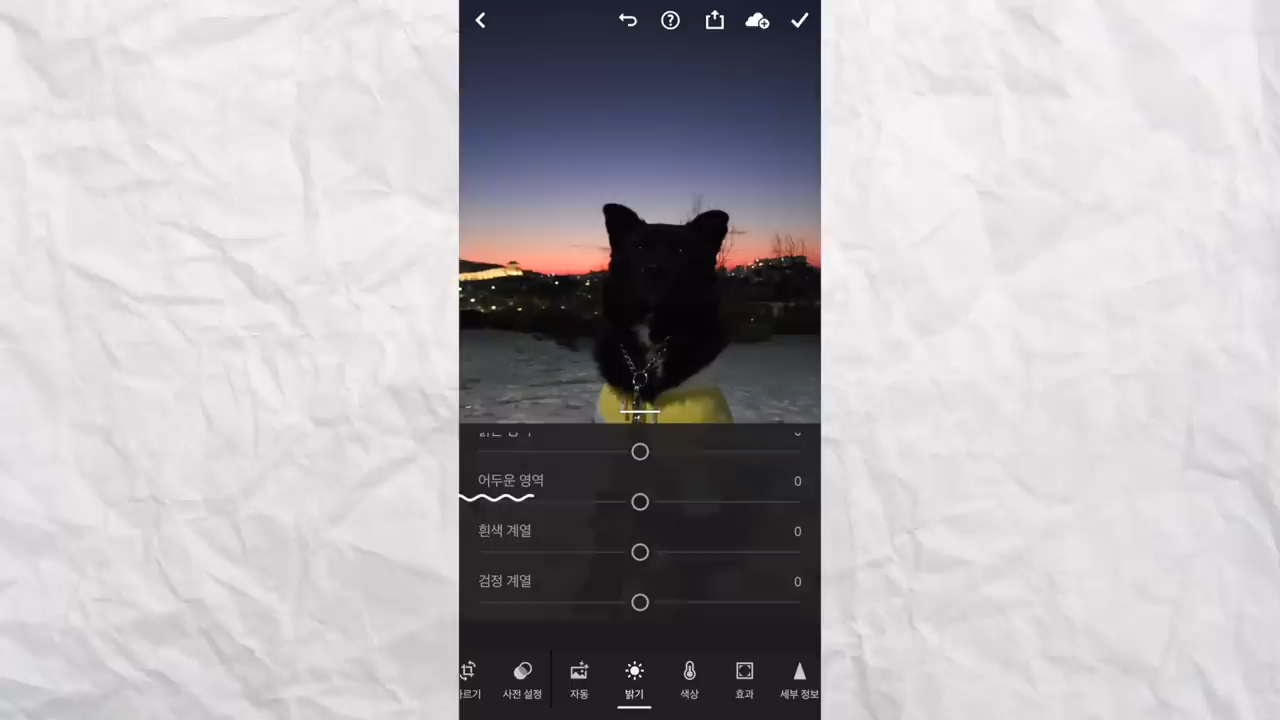 어두운 영역
0
흰색 계열
0
검정 계열
0
사전 설정
자동
밝기
색상
효과
세부 정보